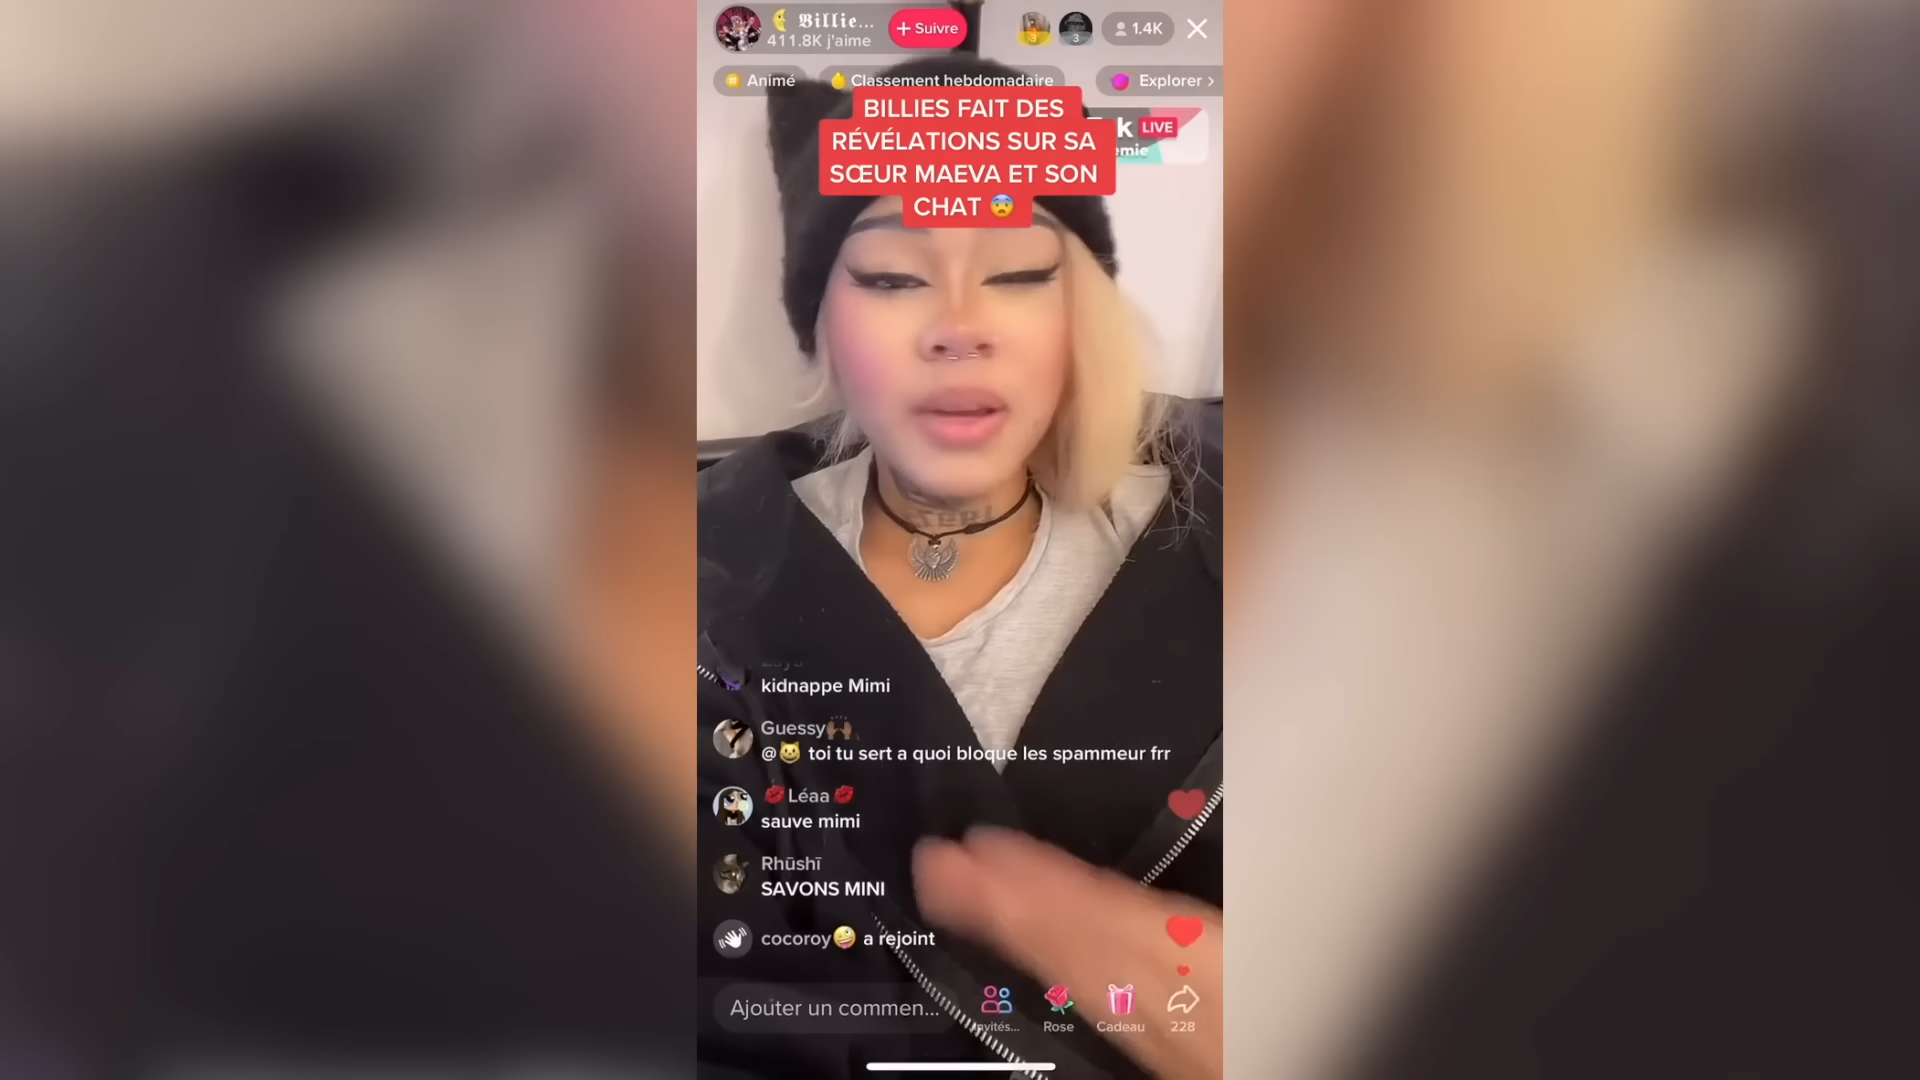 𝕭𝖎𝖑𝖑𝖎𝖊...
+ Suivre
411.8K j'aime
3
3
1.4K
Animé
Classement hebdomadaire
Explorer
BILLIES FAIT DES
RÉVÉLATIONS SUR SA
SŒUR MAEVA ET SON
CHAT 😨
LIVE
kidnappe Mimi
Guessy🙌🏾
@😺 toi tu sert a quoi bloque les spammeur frr
💋Léaa💋
sauve mimi
Rhūshī
SAVONS MINI
cocoroy🤪 a rejoint
Ajouter un commen...
Rose
Cadeau
228